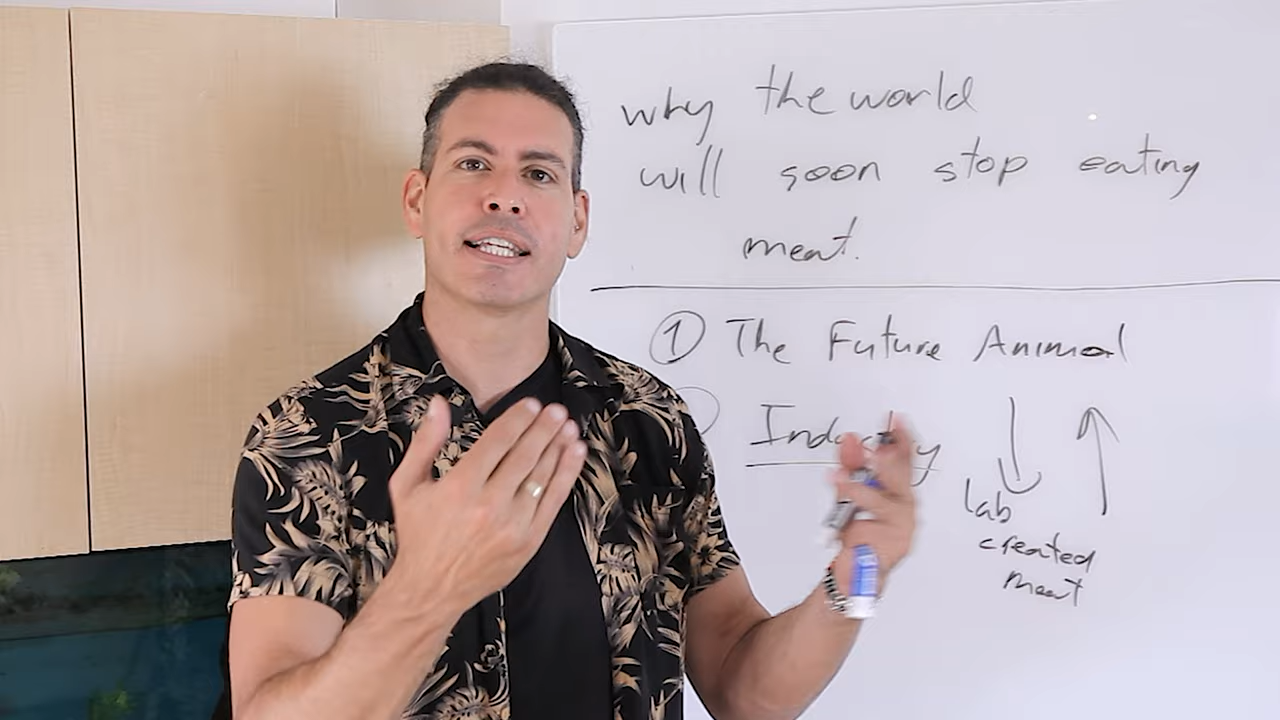 why the world
will soon stop eating
meat.
① The Future Animal
Industry
lab
created
meat